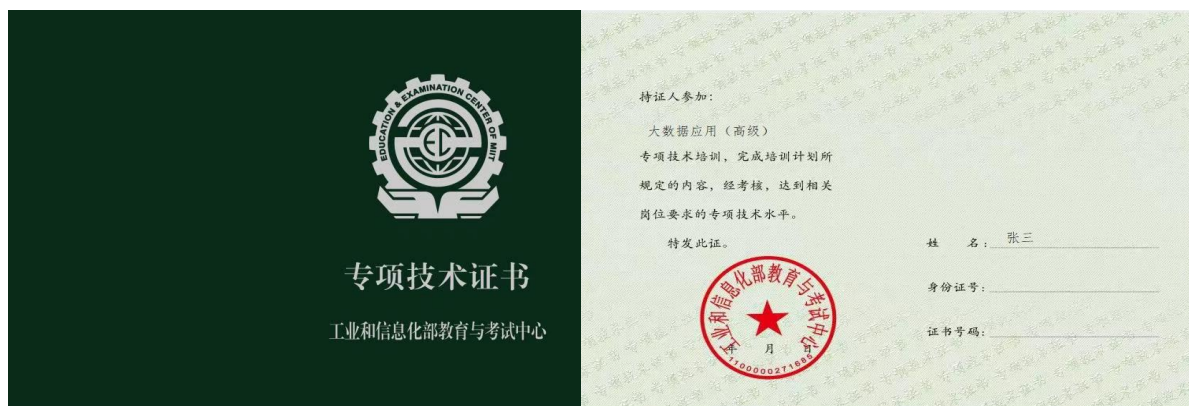 EDUCATION & EXAMINATION CENTER OF MIIT
EC
专项技术证书
工业和信息化部教育与考试中心
持证人参加：
大数据应用（高级）
专项技术培训，完成培训计划所
规定的内容，经考核，达到相关
岗位要求的专项技术水平。
特发此证。
工业和信息化部教育与考试中心
年 月 日
1100000271685
姓 名：张三
身份证号：
证书号码：